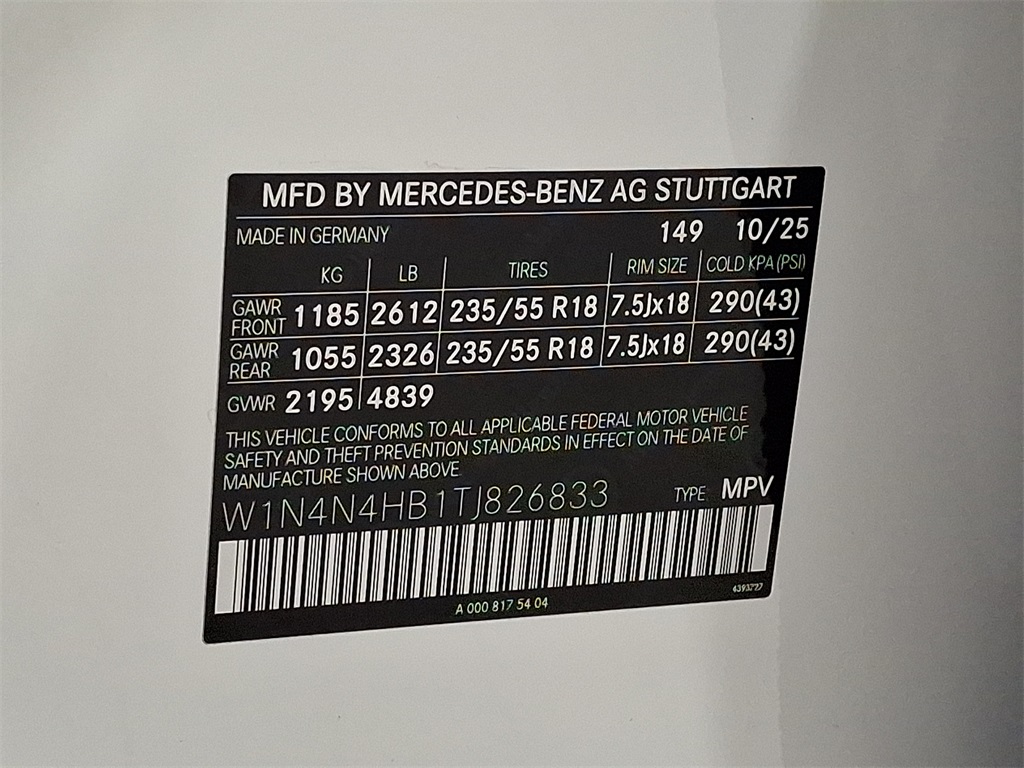 MFD BY MERCEDES-BENZ AG STUTTGART
MADE IN GERMANY 149 10/25
KG LB TIRES RIM SIZE COLD KPA (PSI)
GAWR FRONT 1185 2612 235/55 R18 7.5Jx18 290(43)
GAWR REAR 1055 2326 235/55 R18 7.5Jx18 290(43)
GVWR 2195 4839
THIS VEHICLE CONFORMS TO ALL APPLICABLE FEDERAL MOTOR VEHICLE
SAFETY AND THEFT PREVENTION STANDARDS IN EFFECT ON THE DATE OF
MANUFACTURE SHOWN ABOVE
W1N4N4HB1TJ826833 TYPE: MPV
A 000 817 54 04